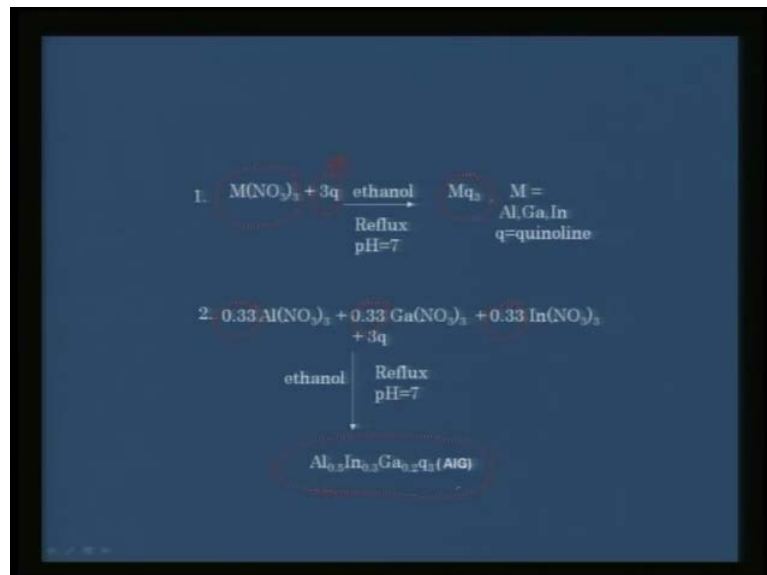 1. M(NO₃)₃ + 3q ethanol Mq₃, M =
Al,Ga,In
Reflux
pH=7
q=quinoline
2. 0.33 Al(NO₃)₃ + 0.33 Ga(NO₃)₃ + 0.33 In(NO₃)₃
+ 3q
ethanol Reflux
pH=7
Al₀.₅In₀.₃Ga₀.₂q₃(AIG)